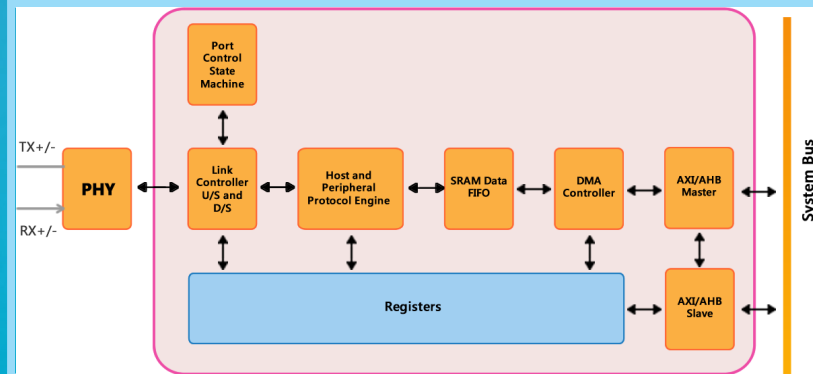 Port
Control
State
Machine
TX+/-
PHY
RX+/-
Link
Controller
U/S and
D/S
Host and
Peripheral
Protocol Engine
SRAM Data
FIFO
DMA
Controller
AXI/AHB
Master
System Bus
Registers
AXI/AHB
Slave